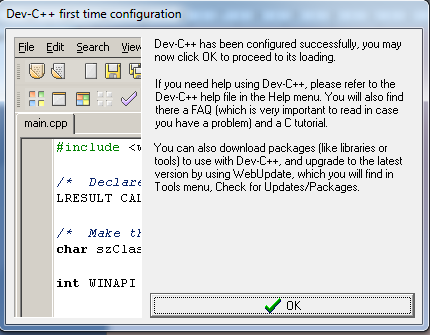 Dev-C++ first time configuration
File Edit Search View
main.cpp
#include <w
/* Declare
LRESULT CAL
/* Make th
char szClas
int WINAPI
Dev-C++ has been configured successfully, you may
now click OK to proceed to its loading.
If you need help using Dev-C++, please refer to the
Dev-C++ help file in the Help menu. You will also find
there a FAQ (which is very important to read in case
you have a problem) and a C tutorial.
You can also download packages (like libraries or
tools) to use with Dev-C++, and upgrade to the latest
version by using WebUpdate, which you will find in
Tools menu, Check for Updates/Packages.
OK